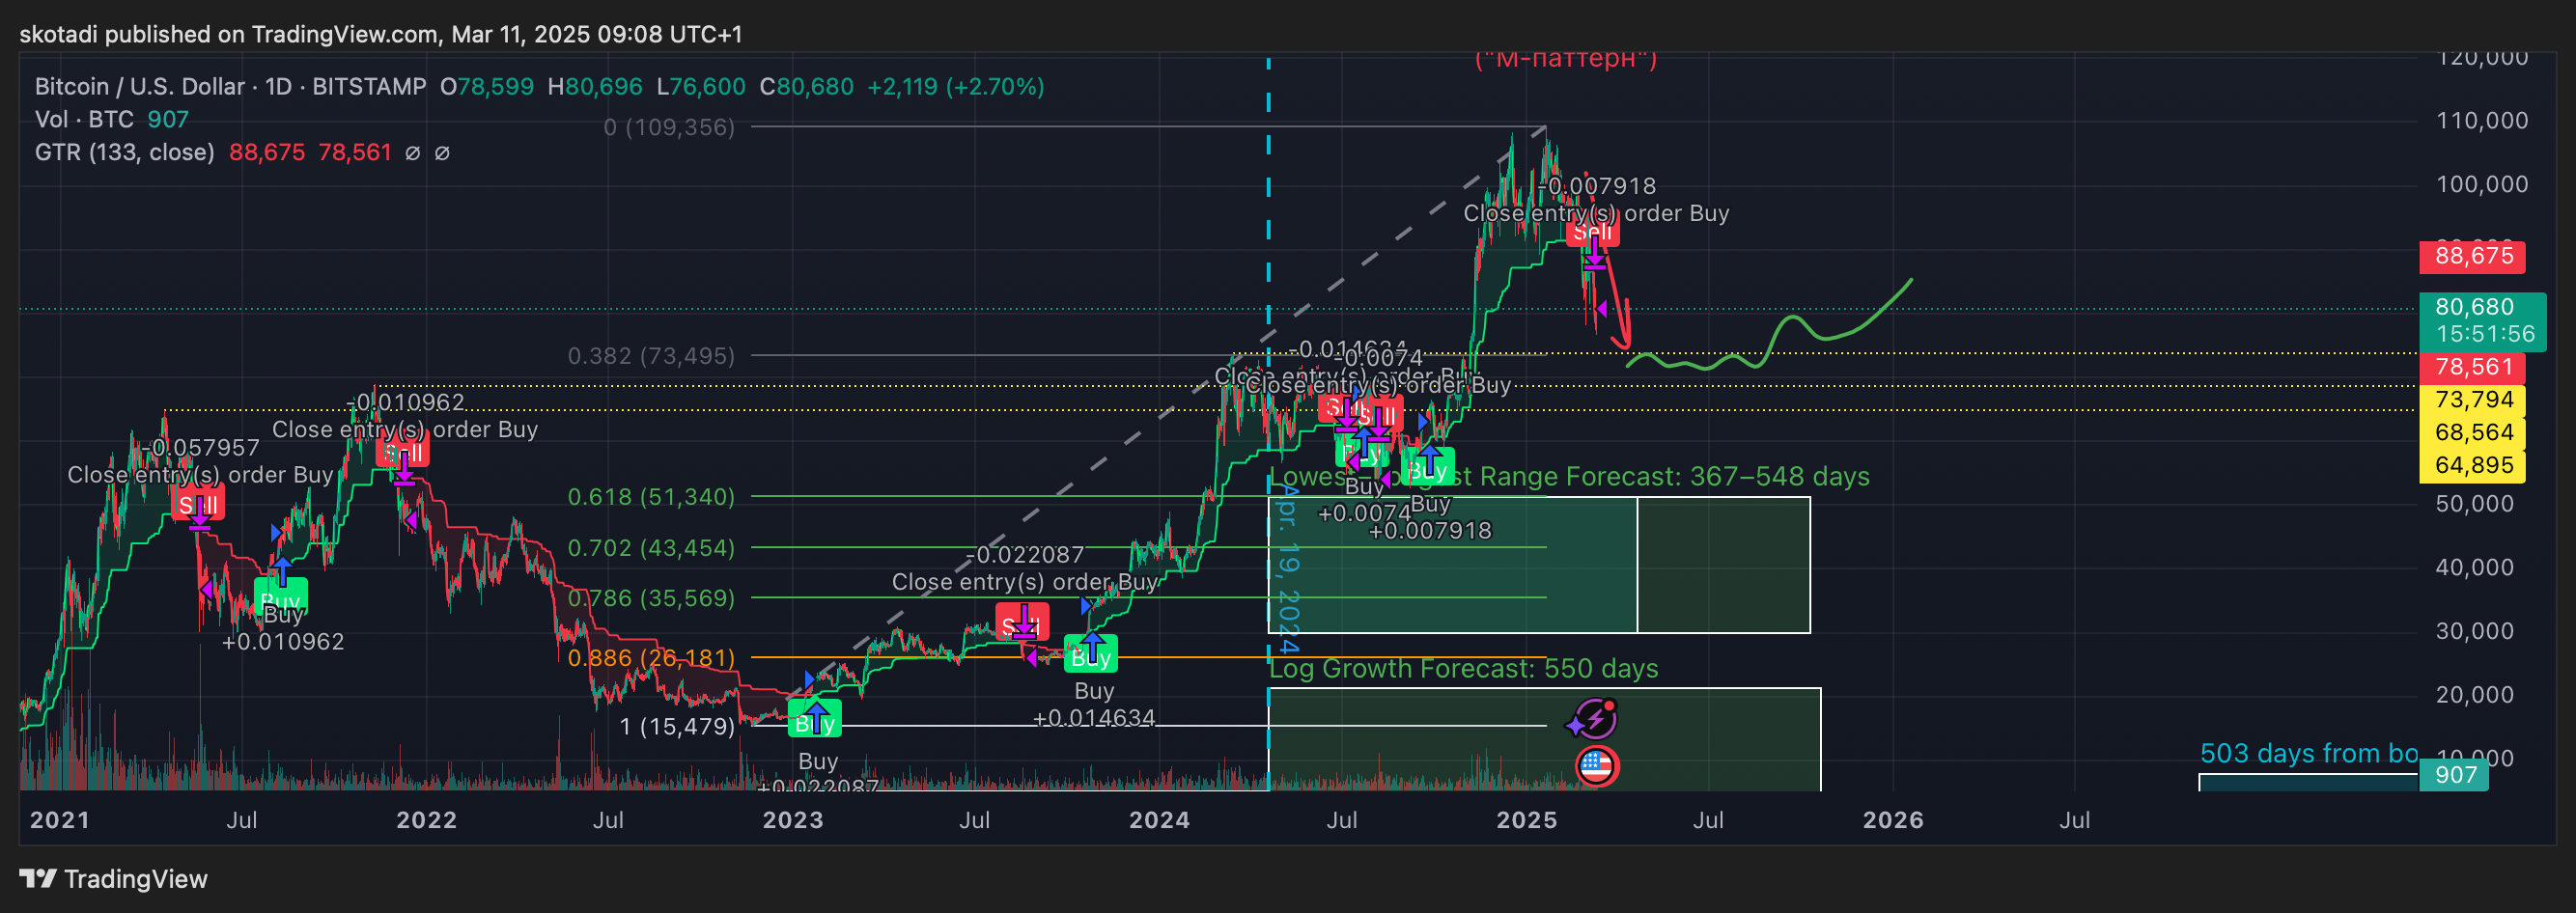 skotadi published on TradingView.com, Mar 11, 2025 09:08 UTC+1
("М-паттерн")
Bitcoin / U.S. Dollar · 1D · BITSTAMP O78,599 H80,696 L76,600 C80,680 +2,119 (+2.70%)
Vol · BTC 907
GTR (133, close) 88,675 78,561 ∅ ∅
0 (109,356)
0.382 (73,495)
0.618 (51,340)
0.702 (43,454)
0.786 (35,569)
0.886 (26,181)
1 (15,479)
-0.057957
Close entry(s) order Buy
Sell
Buy
Buy
+0.010962
-0.010962
Close entry(s) order Buy
Sell
Buy
Buy
+0.022087
-0.022087
Close entry(s) order Buy
Sell
Buy
Buy
+0.014634
-0.014634
-0.0074
Close entry(s) order Buy
Close entry(s) order Buy
Sell
Sell
Buy
Buy
Buy
Buy
+0.0074
+0.007918
-0.007918
Close entry(s) order Buy
Sell
Range Forecast: 367–548 days
Apr. 19, 2024
Log Growth Forecast: 550 days
503 days from bo
120,000
110,000
100,000
88,675
80,680
15:51:56
78,561
73,794
68,564
64,895
50,000
40,000
30,000
20,000
10,000
907
2021 Jul 2022 Jul 2023 Jul 2024 Jul 2025 Jul 2026 Jul
TradingView